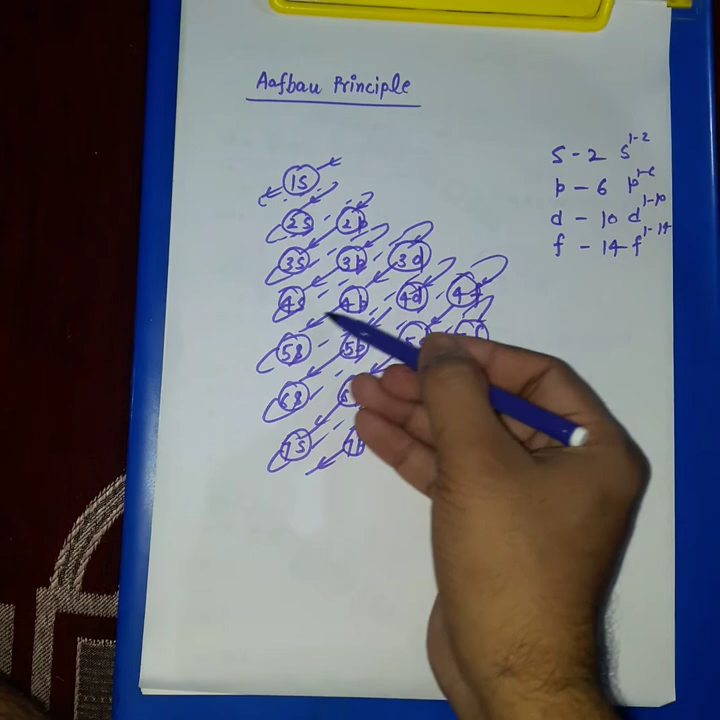 Aafbau Principle
1s
2s 2p
3s 3p 3d
4s 4p 4d 4f
5s 5p
6s
7s
s - 2 s1-2
p - 6 p1-6
d - 10 d1-10
f - 14 f1-14